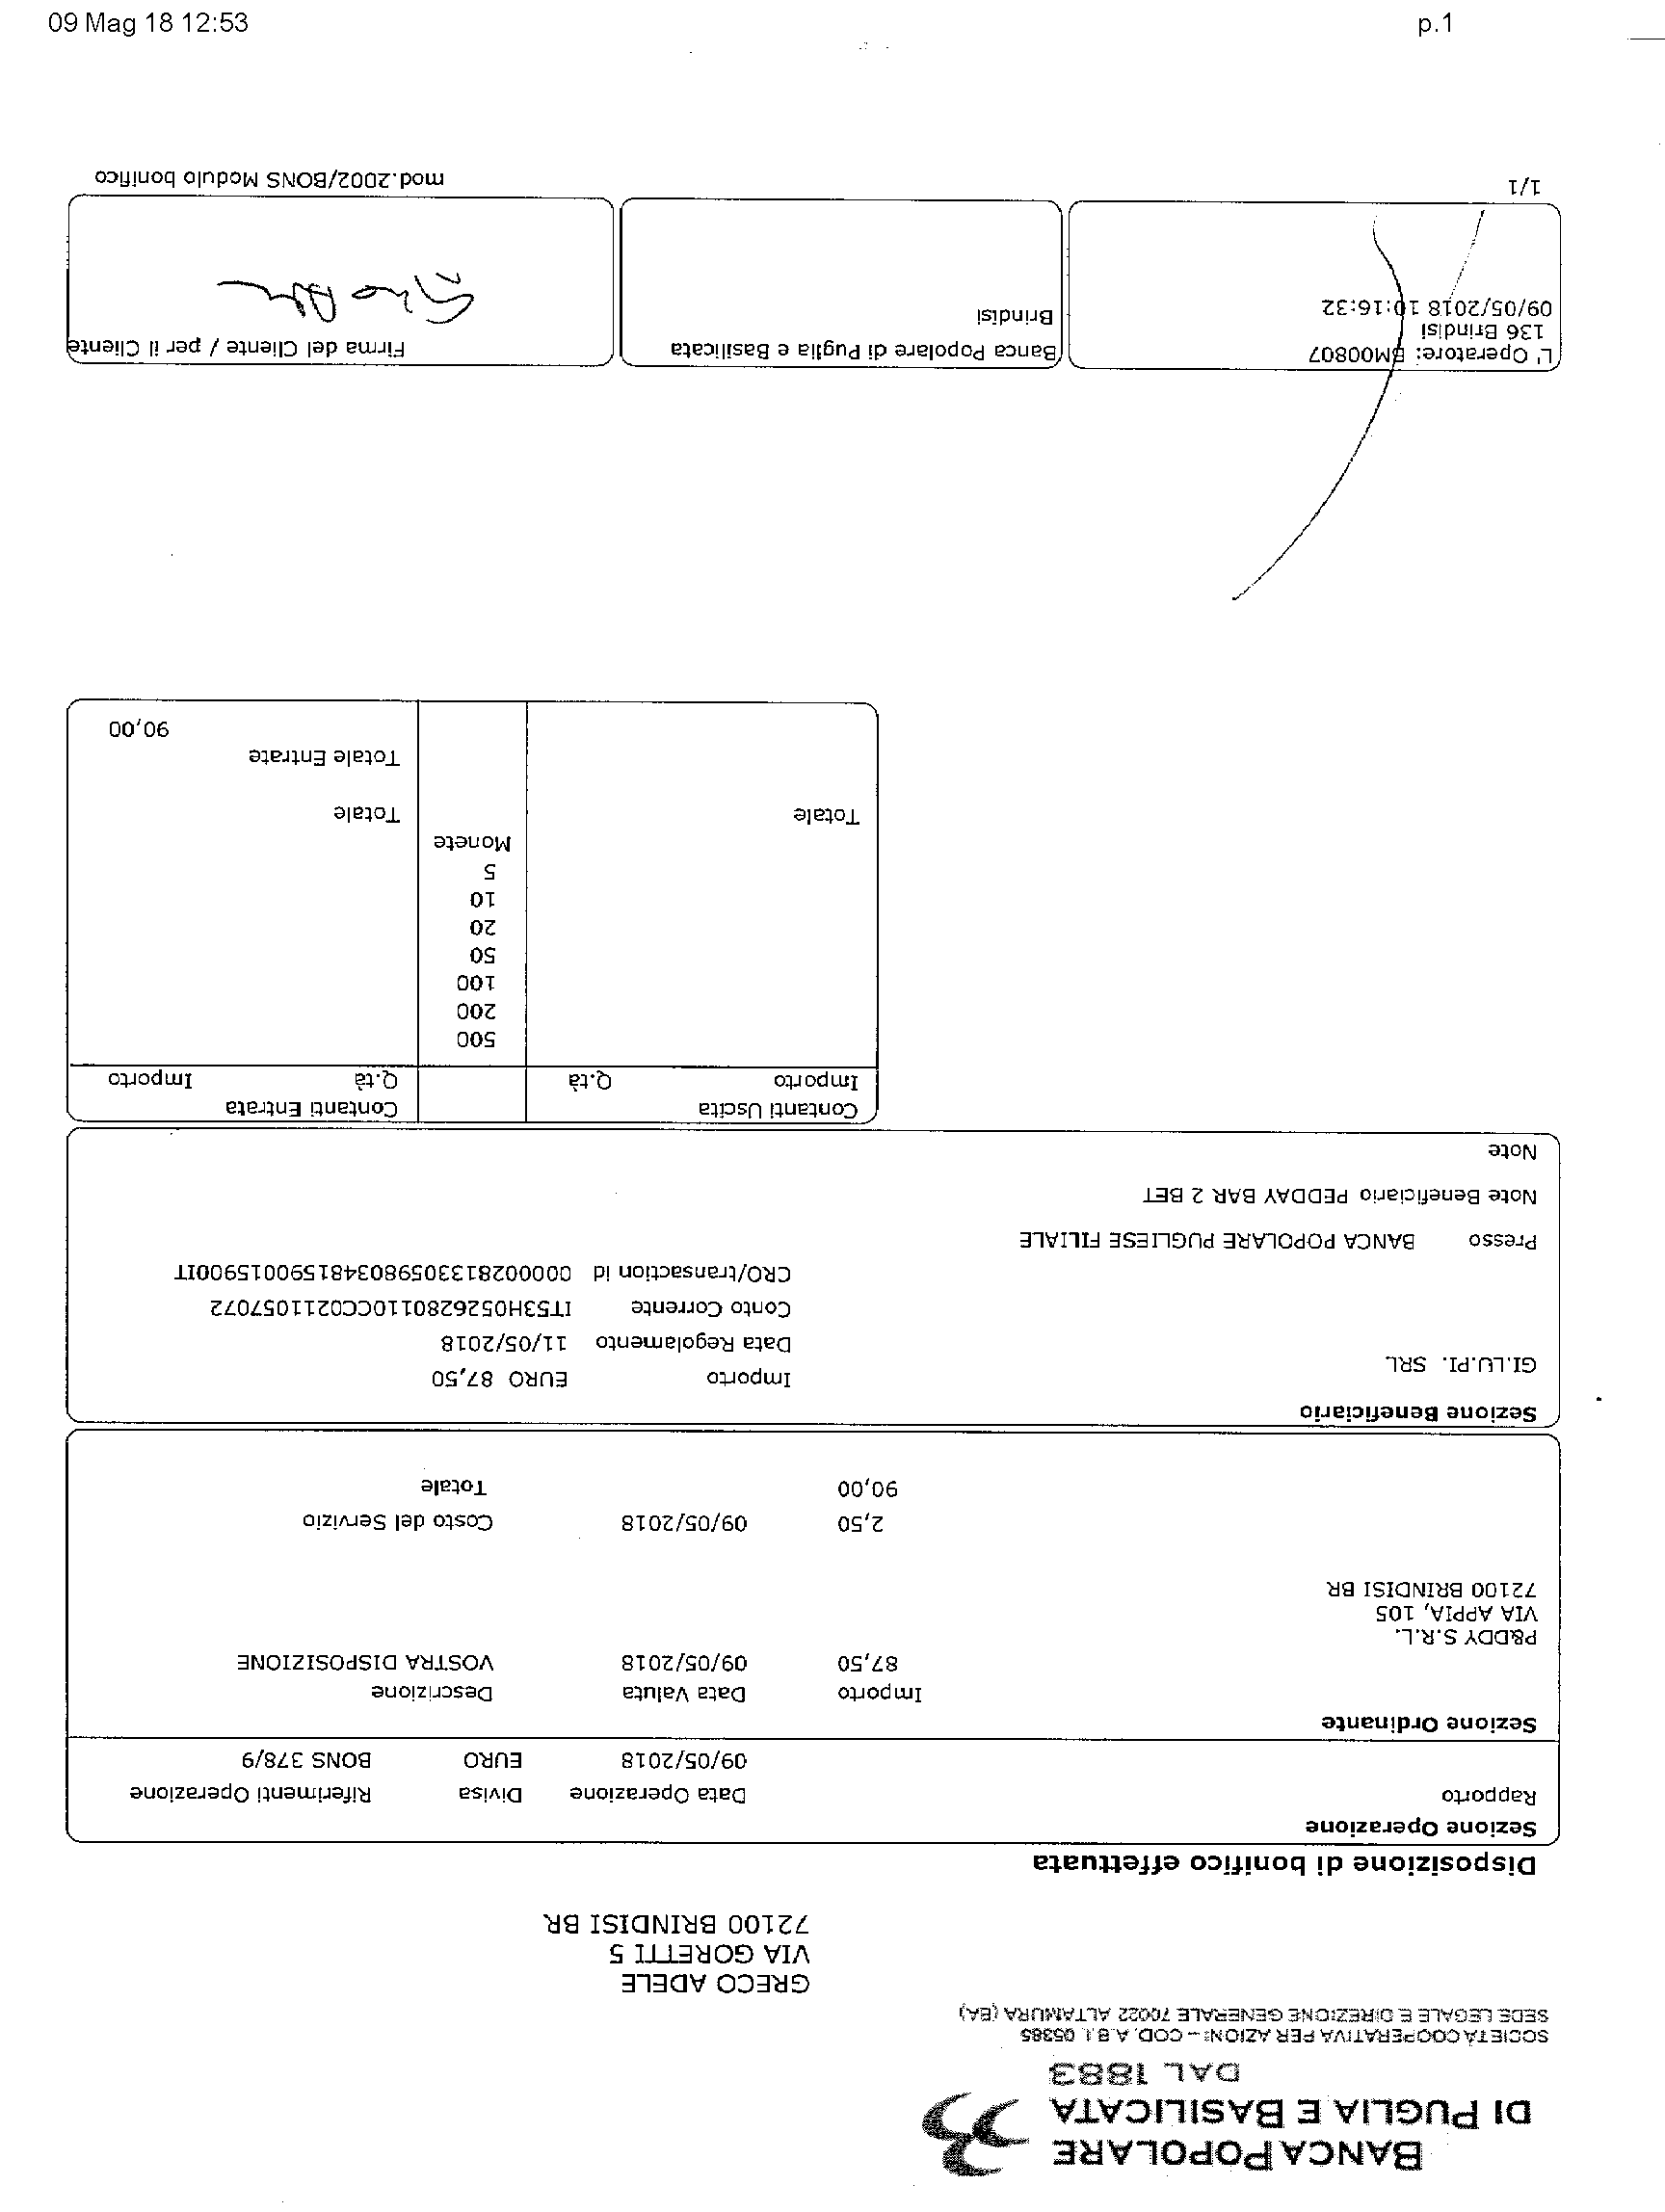 09 Mag 18 12:53 p.1
BANCA POPOLARE
DI PUGLIA E BASILICATA
DAL 1883
SOCIETÀ COOPERATIVA PER AZIONI - COD. A.B.I. 05385
SEDE LEGALE E DIREZIONE GENERALE 70022 ALTAMURA (BA)
GRECO ADELE
VIA GORETTI 5
72100 BRINDISI BR
Disposizione di bonifico effettuata
Sezione Operazione
Rapporto Data Operazione Divisa Riferimenti Operazione
09/05/2018 EURO BONS 378/9
Sezione Ordinante
Importo Data Valuta Descrizione
87,50 09/05/2018 VOSTRA DISPOSIZIONE
P&DDY S.R.L.
VIA APPIA, 105
72100 BRINDISI BR
2,50 09/05/2018 Costo del Servizio
90,00 Totale
Sezione Beneficiario
Importo EURO 87,50
GI.LU.PI. SRL
Data Regolamento 11/05/2018
Conto Corrente IT53H0526280110CC0211057072
CRO/transaction id 0000028133059803481590015900IT
Presso BANCA POPOLARE PUGLIESE FILIALE
Note Beneficiario PEDDAY BAR 2 BET
Note
Contanti Uscita Contanti Entrata
Importo Q.tà Q.tà Importo
500
200
100
50
20
10
5
Monete
Totale Totale
Totale Entrate
90,00
L' Operatore: BM00807 Banca Popolare di Puglia e Basilicata Firma del Cliente / per il Cliente
136 Brindisi
09/05/2018 10:16:32 Brindisi
1/1 mod.2002/BONS Modulo bonifico